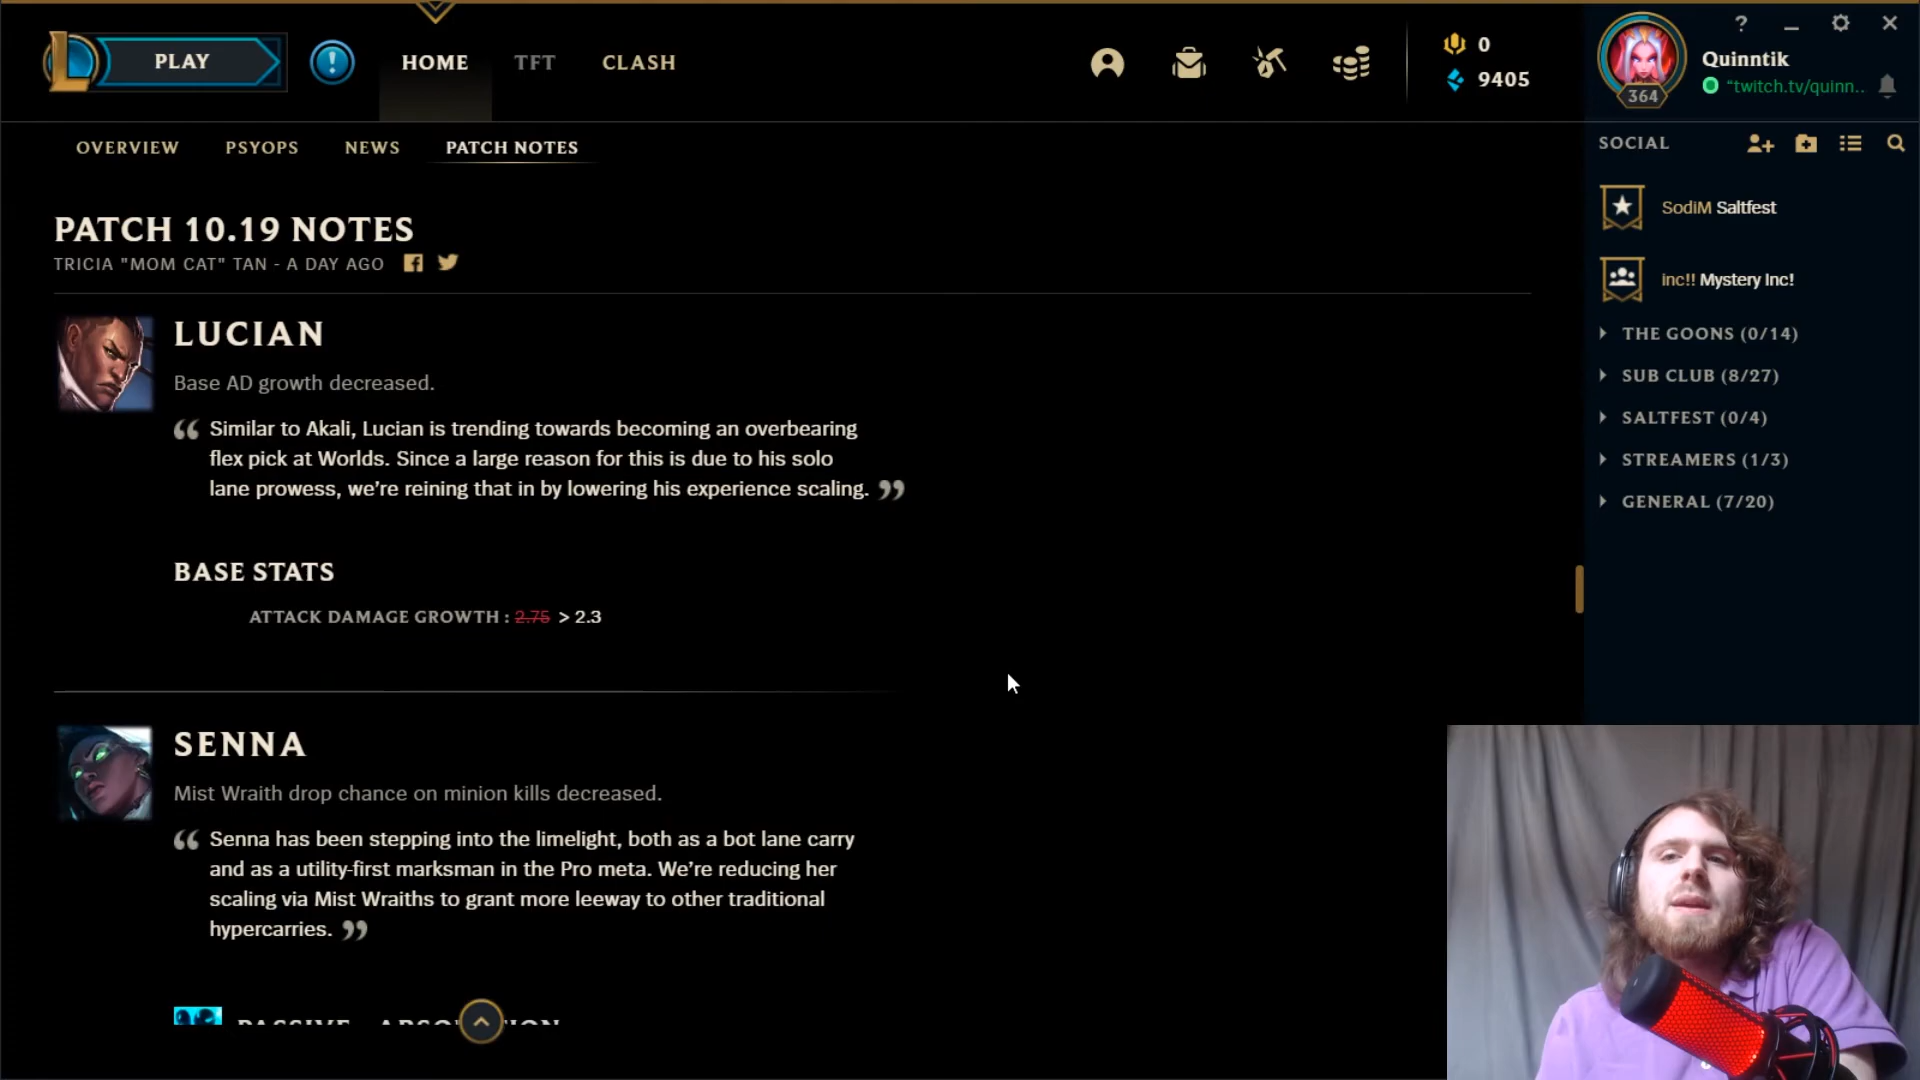 PLAY
HOME
TFT
CLASH
0
9405
?
Quinntik
"twitch.tv/quinn..
364
OVERVIEW
PSYOPS
NEWS
PATCH NOTES
SOCIAL
SodiM Saltfest
inc!! Mystery Inc!
THE GOONS (0/14)
SUB CLUB (8/27)
SALTFEST (0/4)
STREAMERS (1/3)
GENERAL (7/20)
PATCH 10.19 NOTES
TRICIA "MOM CAT" TAN - A DAY AGO
LUCIAN
Base AD growth decreased.
“ Similar to Akali, Lucian is trending towards becoming an overbearing
flex pick at Worlds. Since a large reason for this is due to his solo
lane prowess, we’re reining that in by lowering his experience scaling. ”
BASE STATS
ATTACK DAMAGE GROWTH : 2.75 > 2.3
SENNA
Mist Wraith drop chance on minion kills decreased.
“ Senna has been stepping into the limelight, both as a bot lane carry
and as a utility-first marksman in the Pro meta. We’re reducing her
scaling via Mist Wraiths to grant more leeway to other traditional
hypercarries. ”